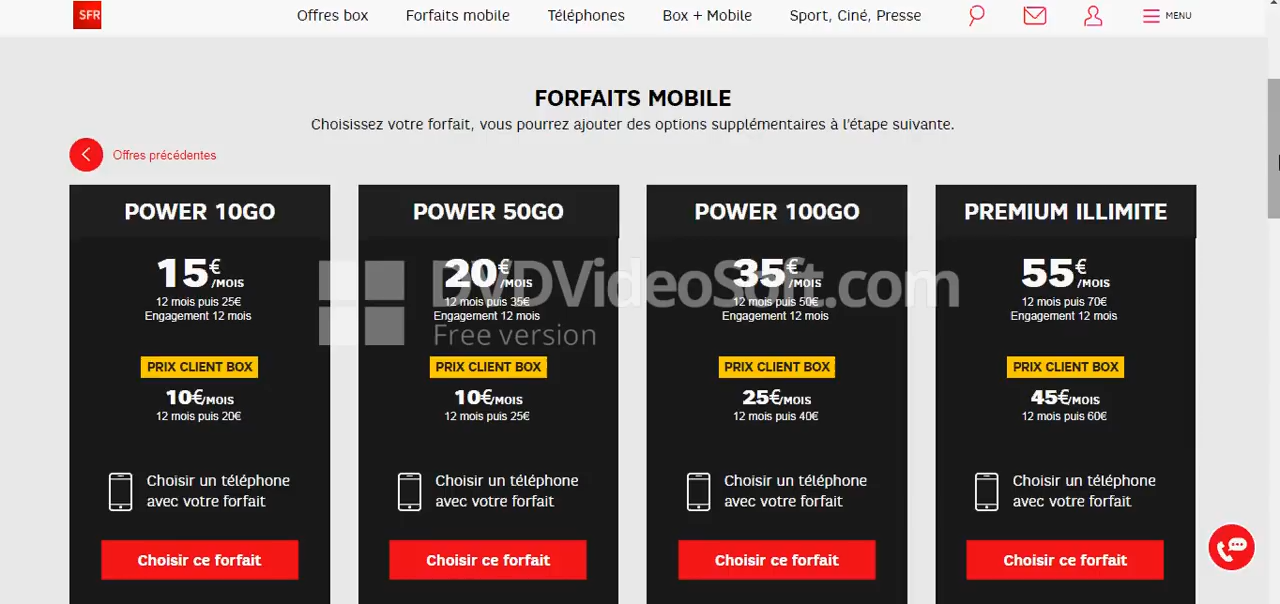 SFR
Offres box
Forfaits mobile
Téléphones
Box + Mobile
Sport, Ciné, Presse
MENU
FORFAITS MOBILE
Choisissez votre forfait, vous pourrez ajouter des options supplémentaires à l'étape suivante.
Offres précédentes
POWER 10GO
15€/MOIS
12 mois puis 25€
Engagement 12 mois
PRIX CLIENT BOX
10€/MOIS
12 mois puis 20€
Choisir un téléphone
avec votre forfait
Choisir ce forfait
POWER 50GO
20€/MOIS
12 mois puis 35€
Engagement 12 mois
PRIX CLIENT BOX
10€/MOIS
12 mois puis 25€
Choisir un téléphone
avec votre forfait
Choisir ce forfait
POWER 100GO
35€/MOIS
12 mois puis 50€
Engagement 12 mois
PRIX CLIENT BOX
25€/MOIS
12 mois puis 40€
Choisir un téléphone
avec votre forfait
Choisir ce forfait
PREMIUM ILLIMITE
55€/MOIS
12 mois puis 70€
Engagement 12 mois
PRIX CLIENT BOX
45€/MOIS
12 mois puis 60€
Choisir un téléphone
avec votre forfait
Choisir ce forfait
DVDVideoSoft.com
Free version